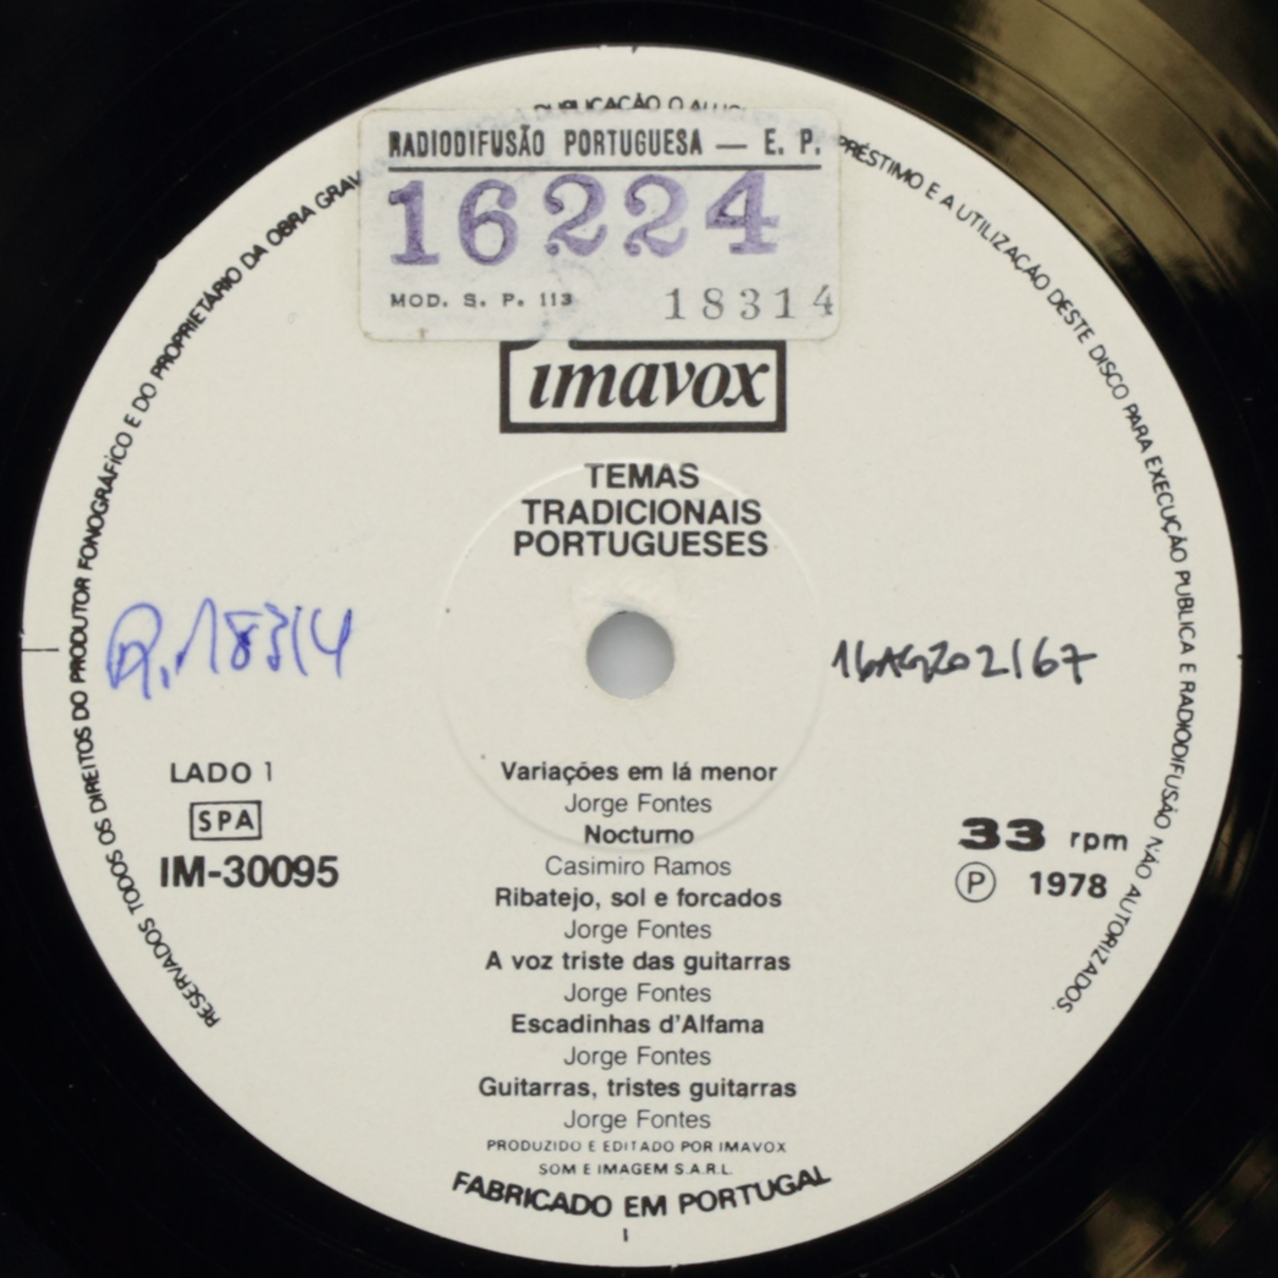 RADIODIFUSÃO PORTUGUESA — E. P.
16224
MOD. S. P. 113 18314
imavox
TEMAS
TRADICIONAIS
PORTUGUESES
R.18314
LADO 1
SPA
IM-30095
33 rpm
Ⓟ 1978
Variações em lá menor
Jorge Fontes
Nocturno
Casimiro Ramos
Ribatejo, sol e forcados
Jorge Fontes
A voz triste das guitarras
Jorge Fontes
Escadinhas d'Alfama
Jorge Fontes
Guitarras, tristes guitarras
Jorge Fontes
PRODUZIDO E EDITADO POR IMAVOX
SOM E IMAGEM S.A.R.L.
FABRICADO EM PORTUGAL
RESERVADOS TODOS OS DIREITOS DO PRODUTOR FONOGRÁFICO E DO PROPRIETÁRIO DA OBRA PUBLICAÇÃO O E A UTILIZAÇÃO DESTE DISCO PARA EXECUÇÃO PUBLICA E RADIODIFUSÃO NÃO AUTORIZADOS.